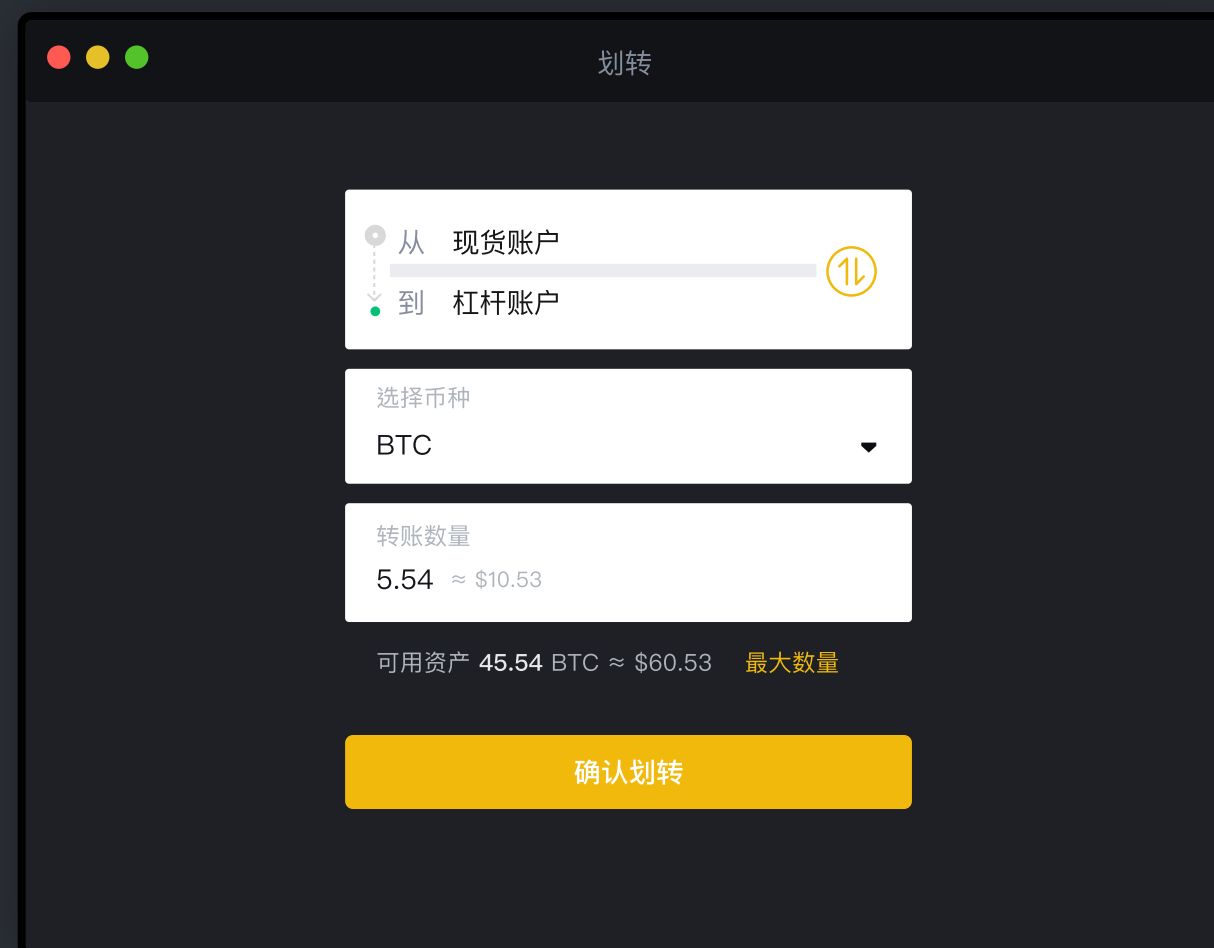 划转
从 现货账户
到 杠杆账户
选择币种
BTC
转账数量
5.54 ≈ $10.53
可用资产 45.54 BTC ≈ $60.53 最大数量
确认划转